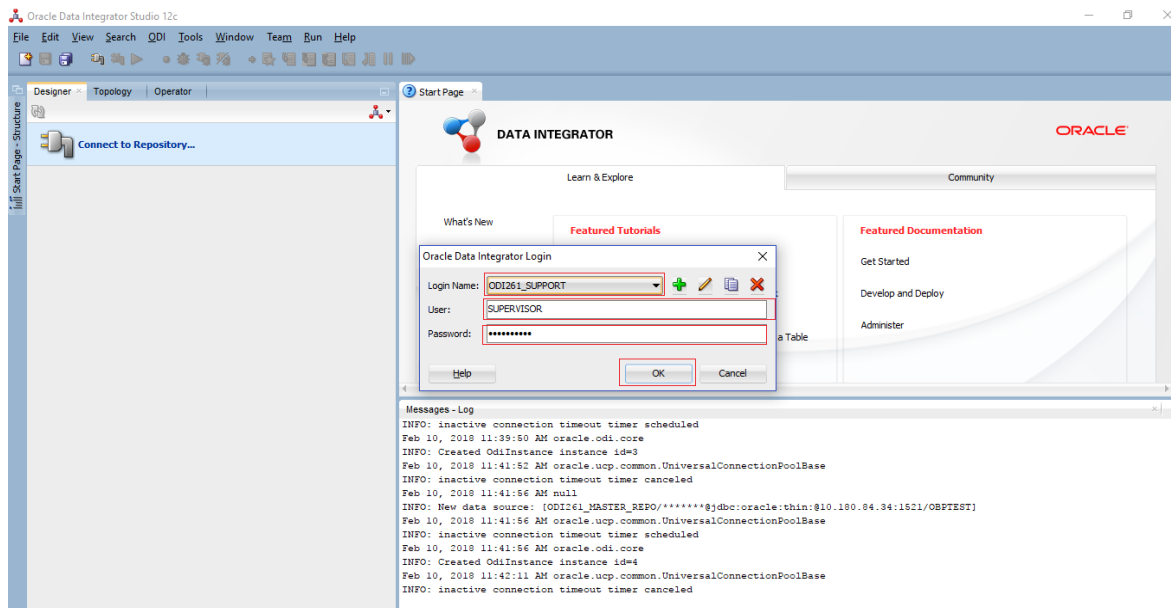 Oracle Data Integrator Studio 12c
File Edit View Search ODI Tools Window Team Run Help
Designer Topology Operator
Start Page
Start Page - Structure
Connect to Repository...
DATA INTEGRATOR
ORACLE
Learn & Explore
Community
What's New
Featured Tutorials
Featured Documentation
Get Started
Develop and Deploy
Administer
a Table
Oracle Data Integrator Login
Login Name: ODI261_SUPPORT
User: SUPERVISOR
Password: ••••••••••
Help OK Cancel
Messages - Log
INFO: inactive connection timeout timer scheduled
Feb 10, 2018 11:39:50 AM oracle.odi.core
INFO: Created OdiInstance instance id=3
Feb 10, 2018 11:41:52 AM oracle.ucp.common.UniversalConnectionPoolBase
INFO: inactive connection timeout timer canceled
Feb 10, 2018 11:41:56 AM null
INFO: New data source: [ODI261_MASTER_REPO/*******@jdbc:oracle:thin:@10.180.84.34:1521/OBPTEST]
Feb 10, 2018 11:41:56 AM oracle.ucp.common.UniversalConnectionPoolBase
INFO: inactive connection timeout timer scheduled
Feb 10, 2018 11:41:56 AM oracle.odi.core
INFO: Created OdiInstance instance id=4
Feb 10, 2018 11:42:11 AM oracle.ucp.common.UniversalConnectionPoolBase
INFO: inactive connection timeout timer canceled